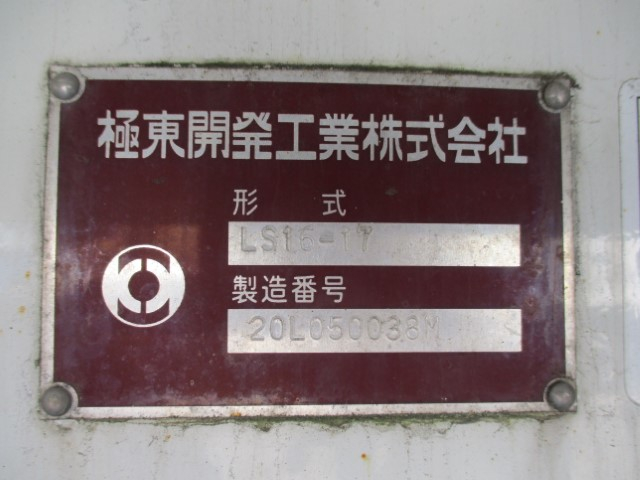 極東開発工業株式会社
形 式
LS16-17
製造番号
20L050038M